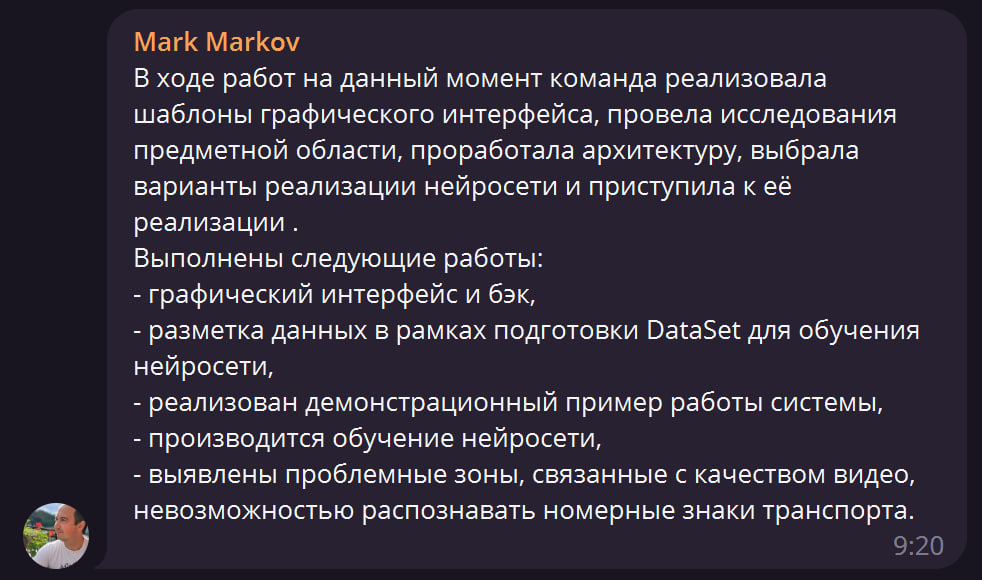 Mark Markov
В ходе работ на данный момент команда реализовала
шаблоны графического интерфейса, провела исследования
предметной области, проработала архитектуру, выбрала
варианты реализации нейросети и приступила к её
реализации .
Выполнены следующие работы:
- графический интерфейс и бэк,
- разметка данных в рамках подготовки DataSet для обучения
нейросети,
- реализован демонстрационный пример работы системы,
- производится обучение нейросети,
- выявлены проблемные зоны, связанные с качеством видео,
невозможностью распознавать номерные знаки транспорта.
9:20